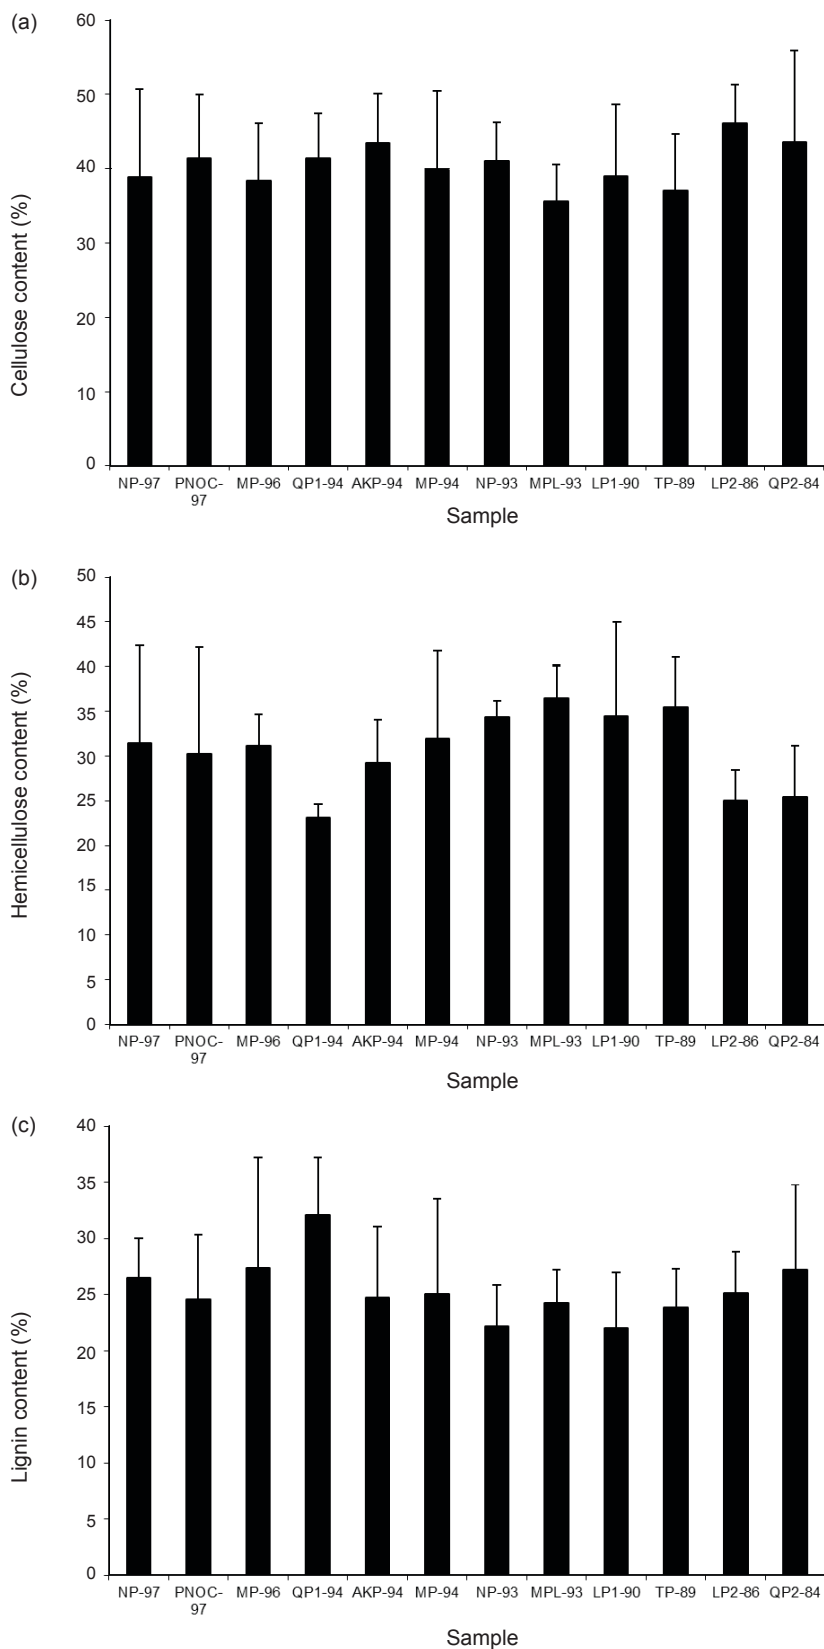 (a)
60
50
40
30
20
10
0
Cellulose content (%)
NP-97 PNOC-97 MP-96 QP1-94 AKP-94 MP-94 NP-93 MPL-93 LP1-90 TP-89 LP2-86 QP2-84
Sample
(b)
50
45
40
35
30
25
20
15
10
5
0
Hemicellulose content (%)
NP-97 PNOC-97 MP-96 QP1-94 AKP-94 MP-94 NP-93 MPL-93 LP1-90 TP-89 LP2-86 QP2-84
Sample
(c)
40
35
30
25
20
15
10
5
0
Lignin content (%)
NP-97 PNOC-97 MP-96 QP1-94 AKP-94 MP-94 NP-93 MPL-93 LP1-90 TP-89 LP2-86 QP2-84
Sample